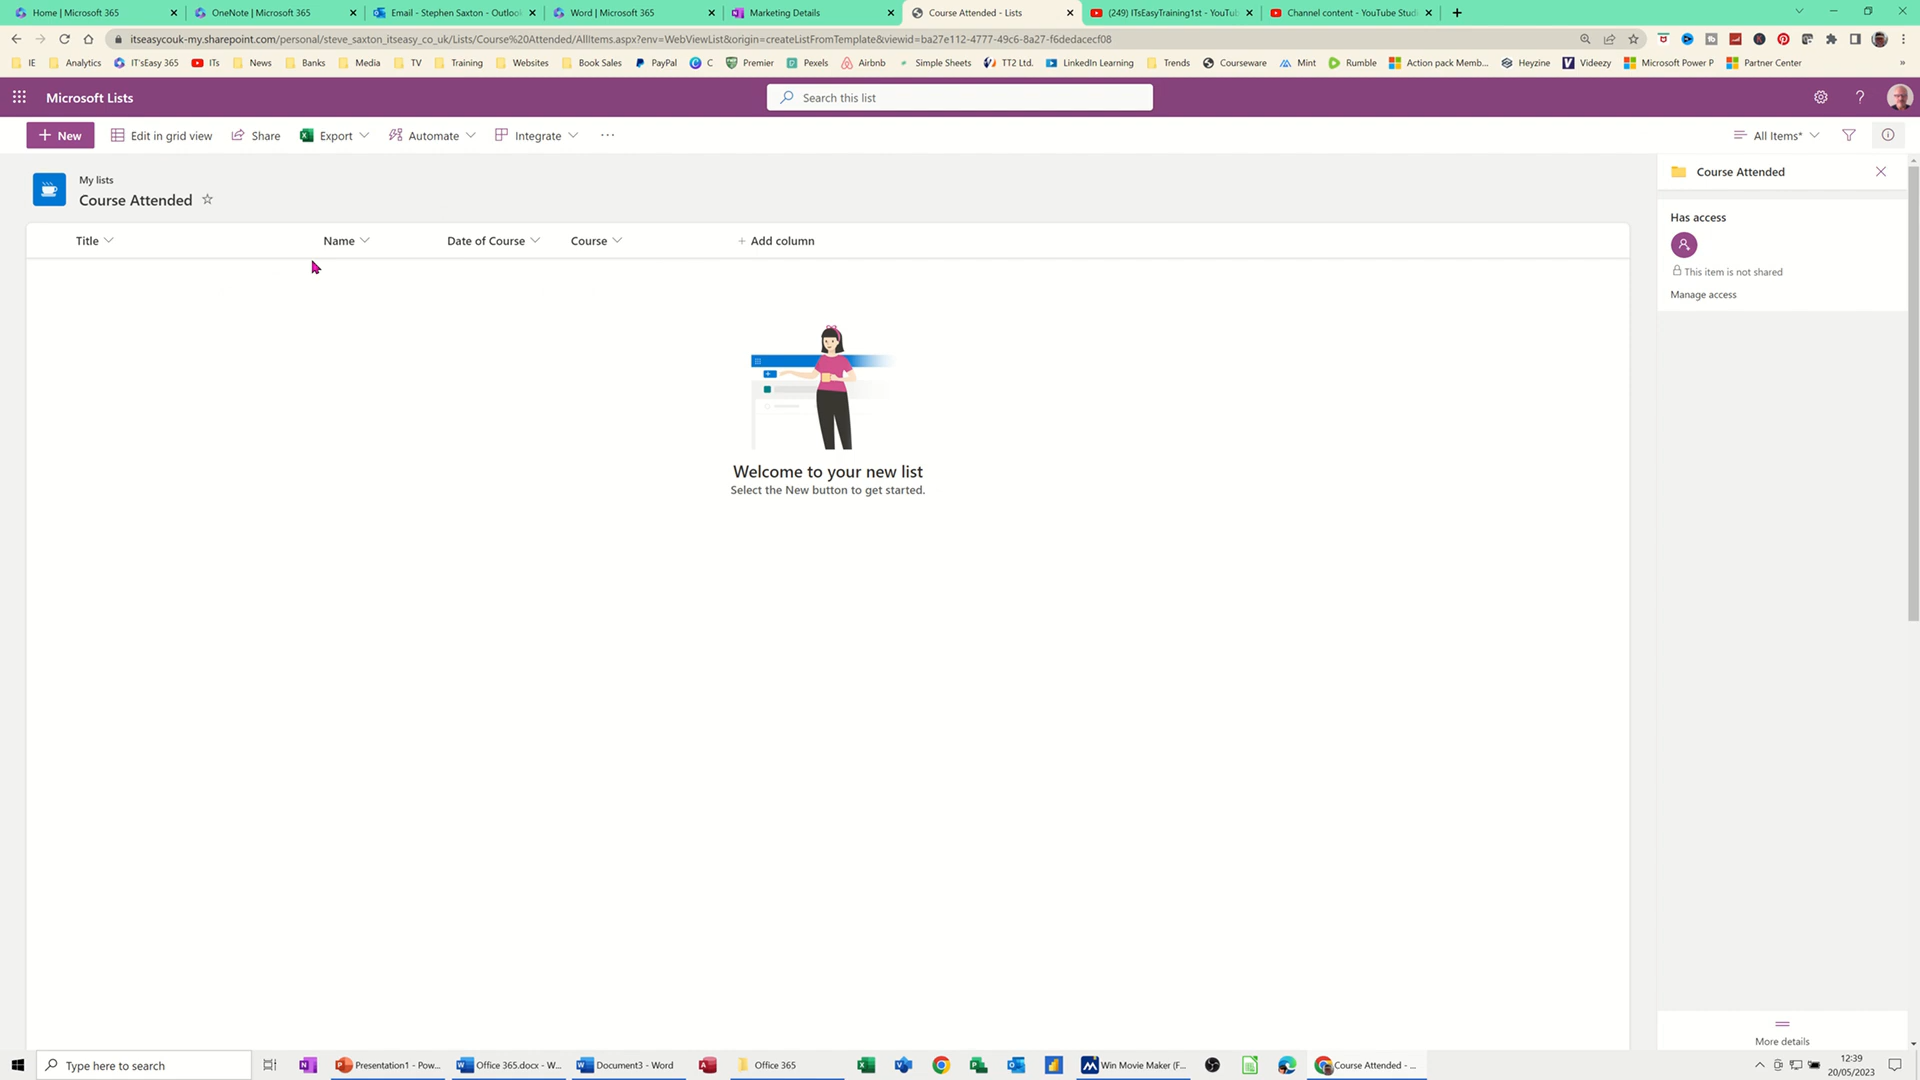 Home | Microsoft 365
OneNote | Microsoft 365
Email - Stephen Saxton - Outlook
Word | Microsoft 365
Marketing Details
Course Attended - Lists
(249) ITsEasyTraining1st - YouTub
Channel content - YouTube Studi
itseasycouk-my.sharepoint.com/personal/steve_saxton_itseasy_co_uk/Lists/Course%20Attended/AllItems.aspx?env=WebViewList&origin=createListFromTemplate&viewid=ba27e112-4777-49c6-8a27-f6dedacecf08
IE Analytics IT'sEasy 365 ITs News Banks Media TV Training Websites Book Sales PayPal C Premier Pexels Airbnb Simple Sheets TT2 Ltd. LinkedIn Learning Trends Courseware Mint Rumble Action pack Memb... Heyzine Videezy Microsoft Power P Partner Center »
Microsoft Lists
Search this list
+ New
Edit in grid view
Share
Export
Automate
Integrate
...
All Items*
My lists
Course Attended
Title
Name
Date of Course
Course
+ Add column
Welcome to your new list
Select the New button to get started.
Course Attended
Has access
This item is not shared
Manage access
More details
Type here to search
Presentation1 - Pow...
Office 365.docx - W...
Document3 - Word
Office 365
Win Movie Maker (F...
Course Attended - ...
12:39
20/05/2023